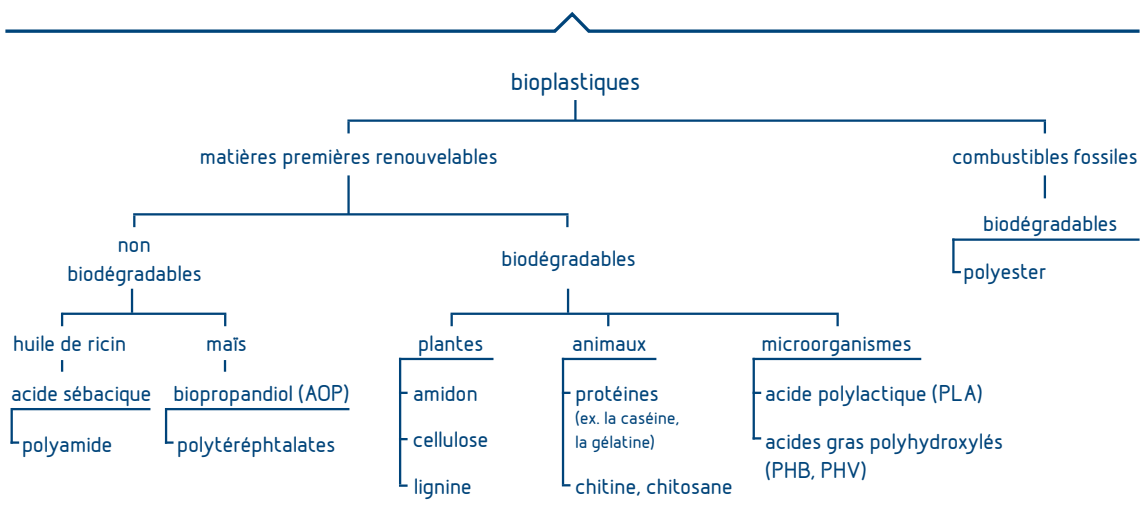 bioplastiques
matières premières renouvelables
combustibles fossiles
non
biodégradables
biodégradables
biodégradables
polyester
huile de ricin
maïs
plantes
animaux
microorganismes
acide sébacique
biopropandiol (AOP)
amidon
protéines
(ex. la caséine,
la gélatine)
acide polylactique (PLA)
polyamide
polytéréphtalates
cellulose
acides gras polyhydroxylés
(PHB, PHV)
lignine
chitine, chitosane